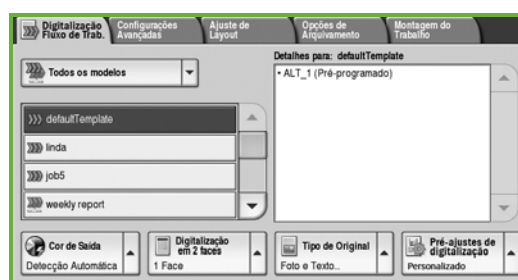 Digitalização
Fluxo de Trab.
Configurações
Avançadas
Ajuste de
Layout
Opções de
Arquivamento
Montagem do
Trabalho
Todos os modelos
Detalhes para: defaultTemplate
• ALT_1 (Pré-programado)
defaultTemplate
linda
job5
weekly report
Cor de Saída
Detecção Automática
Digitalização
em 2 faces
1 Face
Tipo de Original
Foto e Texto...
Pré-ajustes de
digitalização
Personalizado